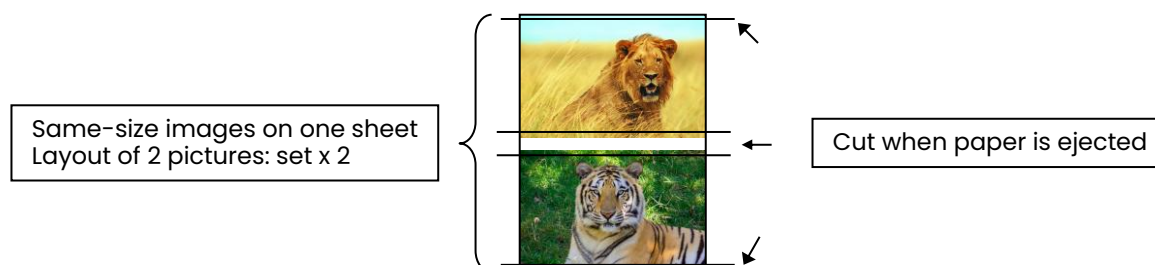 Same-size images on one sheet
Layout of 2 pictures: set x 2
Cut when paper is ejected